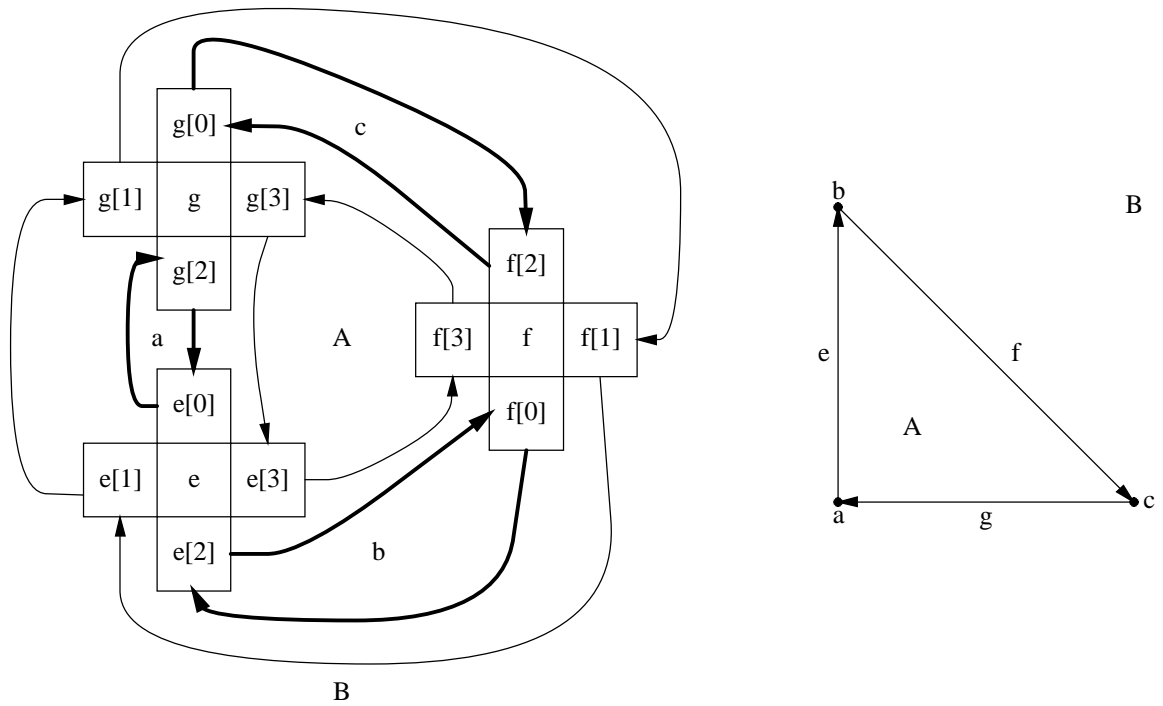 g[0]
c
g[1] g g[3]
g[2]
f[2]
a
A
f[3] f f[1]
e[0]
f[0]
e[1] e e[3]
e[2]
b
B
b
B
e
f
A
a
g
c